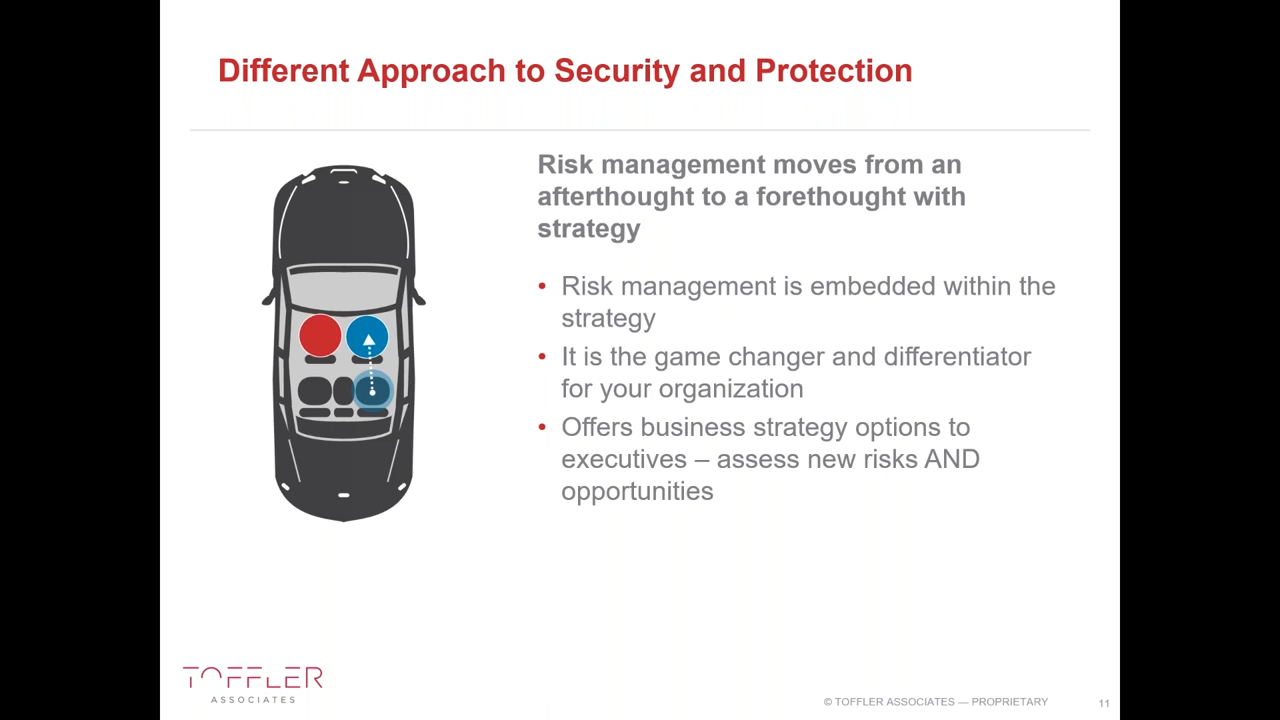 Different Approach to Security and Protection
Risk management moves from an
afterthought to a forethought with
strategy
• Risk management is embedded within the
strategy
• It is the game changer and differentiator
for your organization
• Offers business strategy options to
executives – assess new risks AND
opportunities
TOFFLER
ASSOCIATES
© TOFFLER ASSOCIATES — PROPRIETARY
11